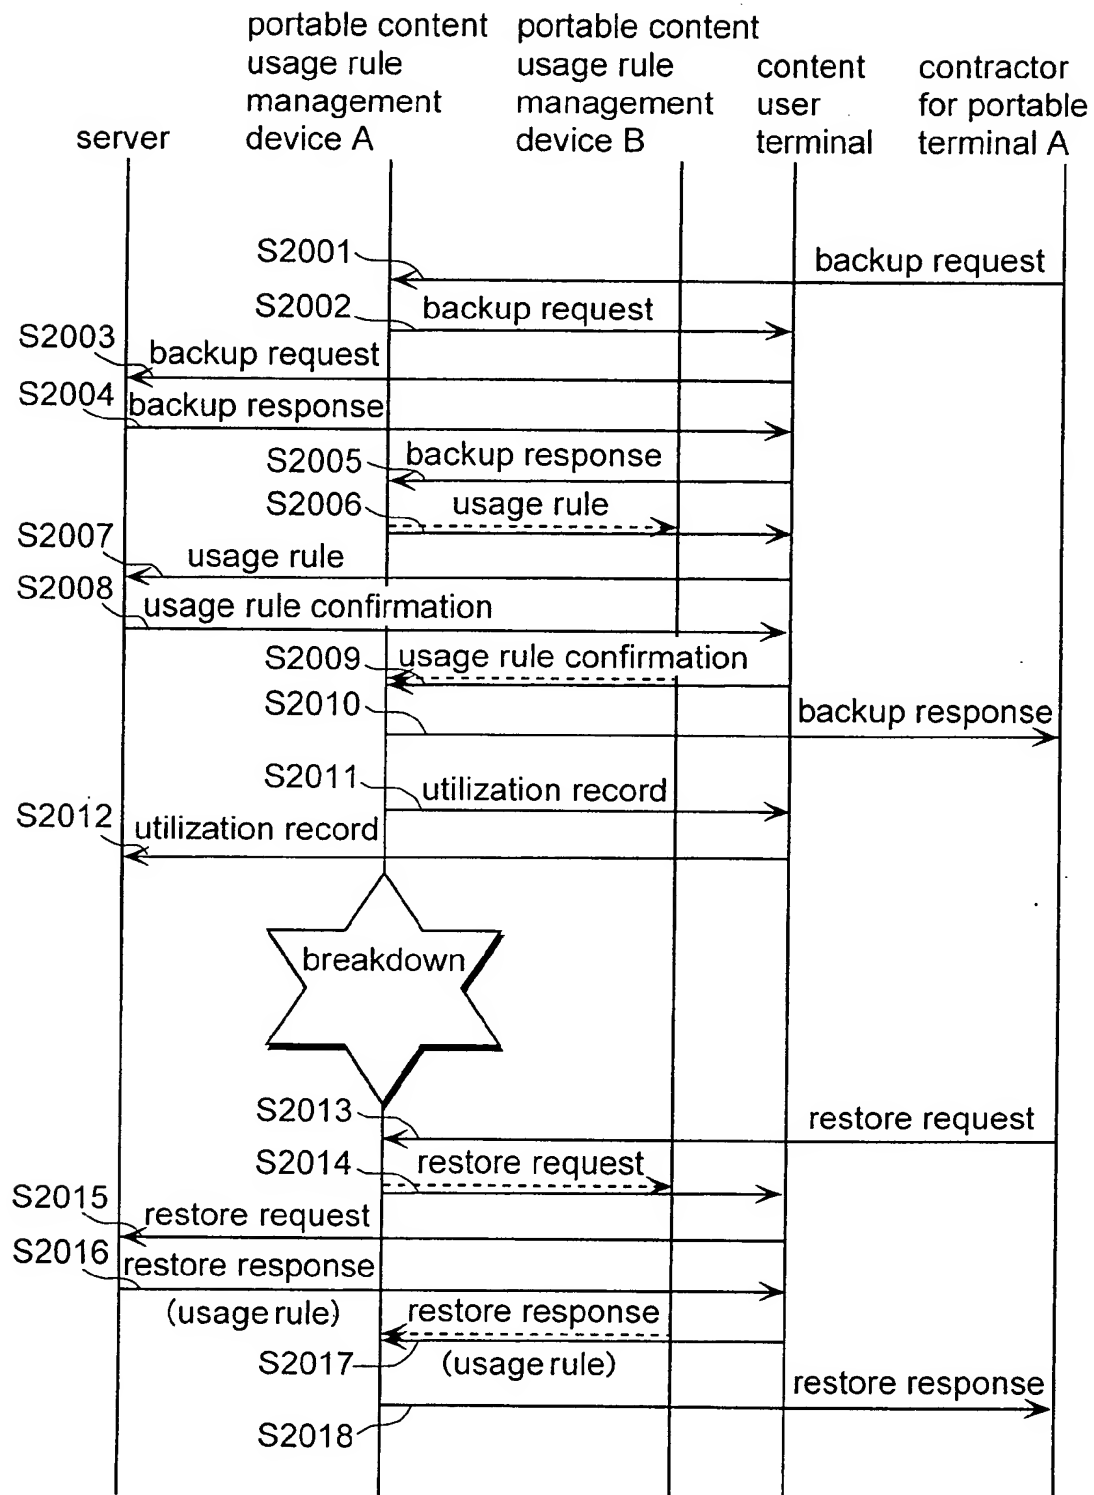 server
portable content
usage rule
management
device A
portable content
usage rule
management
device B
content
user
terminal
contractor
for portable
terminal A
S2001
backup request
S2002
backup request
S2003
backup request
S2004
backup response
S2005
backup response
S2006
usage rule
S2007
usage rule
S2008
usage rule confirmation
S2009
usage rule confirmation
S2010
backup response
S2011
utilization record
S2012
utilization record
breakdown
S2013
restore request
S2014
restore request
S2015
restore request
S2016
restore response
(usage rule)
restore response
S2017
(usage rule)
restore response
S2018